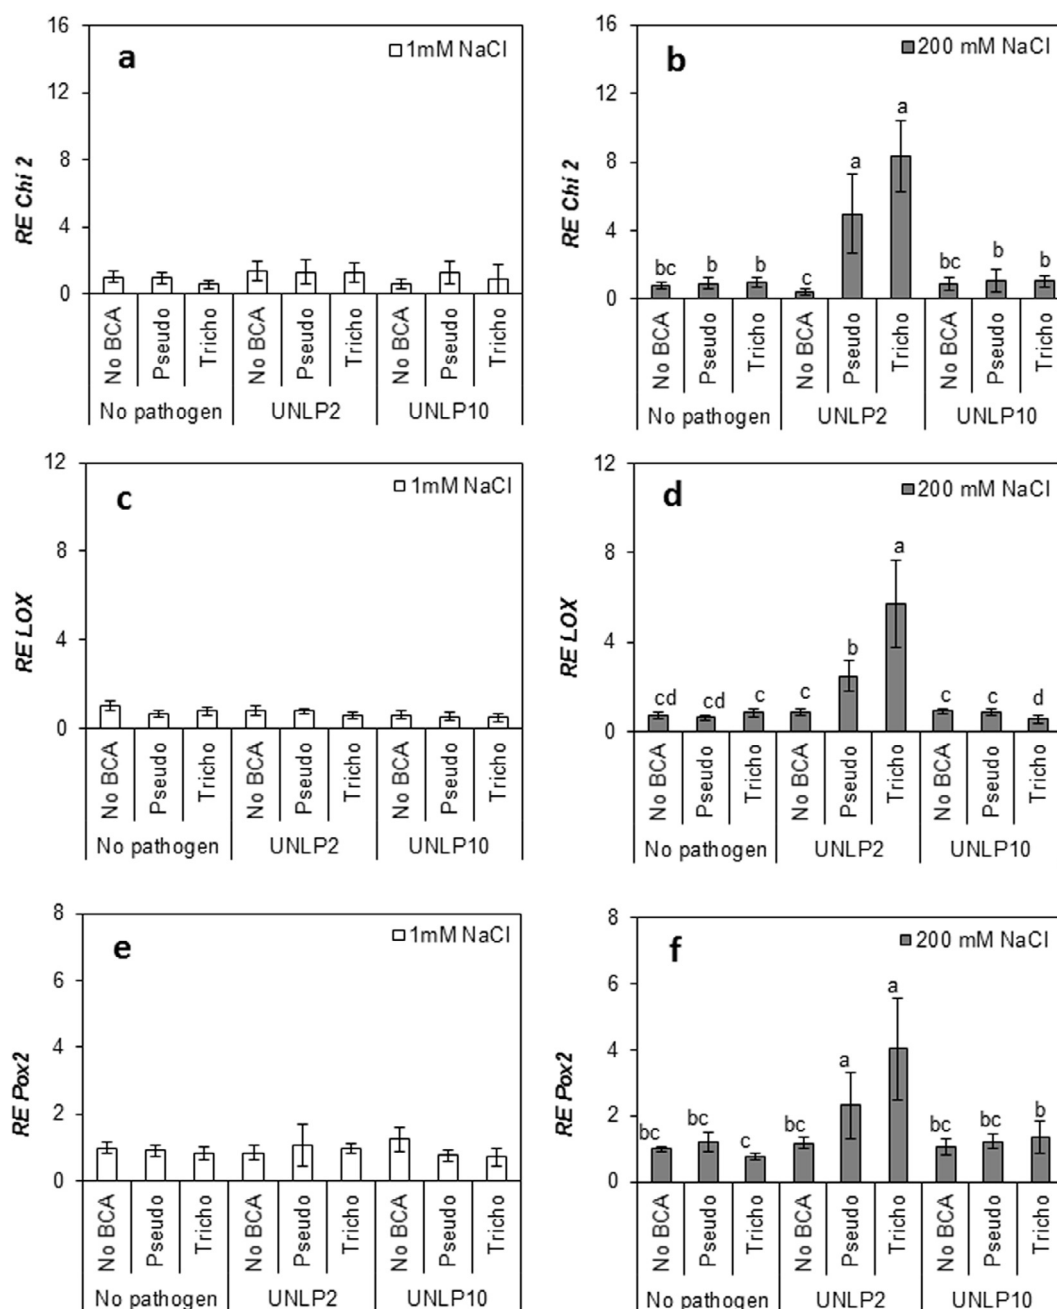 16
12
8
4
0
RE Chi 2
a
1mM NaCl
No BCA
Pseudo
Tricho
No BCA
Pseudo
Tricho
No BCA
Pseudo
Tricho
No pathogen
UNLP2
UNLP10
16
12
8
4
0
RE Chi 2
b
200 mM NaCl
bc
b
b
c
a
a
bc
b
b
No BCA
Pseudo
Tricho
No BCA
Pseudo
Tricho
No BCA
Pseudo
Tricho
No pathogen
UNLP2
UNLP10
12
8
4
0
RE LOX
c
1mM NaCl
No BCA
Pseudo
Tricho
No BCA
Pseudo
Tricho
No BCA
Pseudo
Tricho
No pathogen
UNLP2
UNLP10
12
8
4
0
RE LOX
d
200 mM NaCl
cd
cd
c
c
b
a
c
c
d
No BCA
Pseudo
Tricho
No BCA
Pseudo
Tricho
No BCA
Pseudo
Tricho
No pathogen
UNLP2
UNLP10
8
6
4
2
0
RE Pox2
e
1mM NaCl
No BCA
Pseudo
Tricho
No BCA
Pseudo
Tricho
No BCA
Pseudo
Tricho
No pathogen
UNLP2
UNLP10
8
6
4
2
0
RE Pox2
f
200 mM NaCl
bc
bc
c
bc
a
a
bc
bc
b
No BCA
Pseudo
Tricho
No BCA
Pseudo
Tricho
No BCA
Pseudo
Tricho
No pathogen
UNLP2
UNLP10